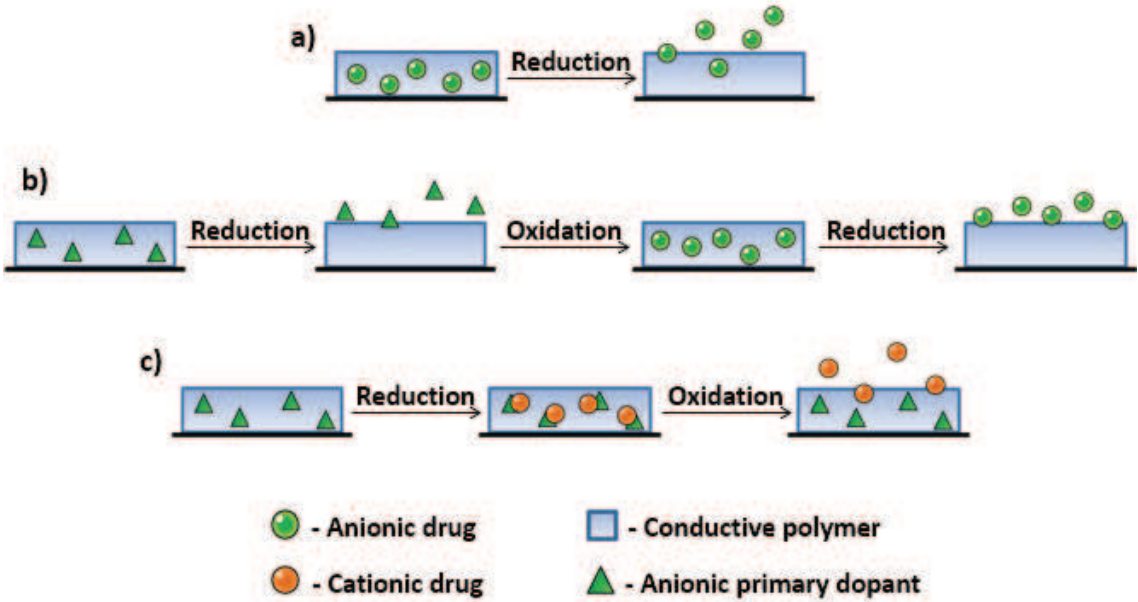 a)
Reduction
b)
Reduction
Oxidation
Reduction
c)
Reduction
Oxidation
- Anionic drug
- Conductive polymer
- Cationic drug
- Anionic primary dopant